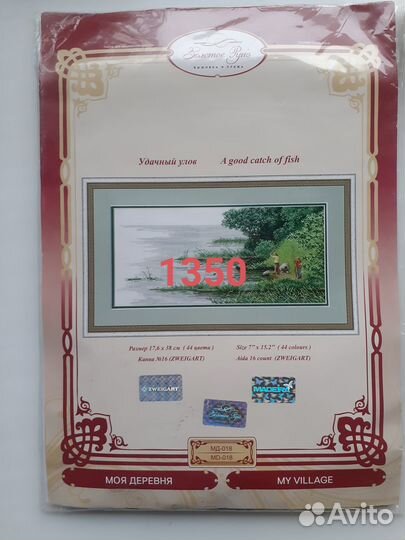 Золотое Руно
Удачный улов A good catch of fish
1350
Размер 17,6 x 38 см ( 44 цвета ) Size 7" x 15.2" ( 44 colours )
Канва №16 (ZWEIGART) Aida 16 count (ZWEIGART)
ZWEIGART
MADEIRA
МД-018
MD-018
МОЯ ДЕРЕВНЯ MY VILLAGE
Avito